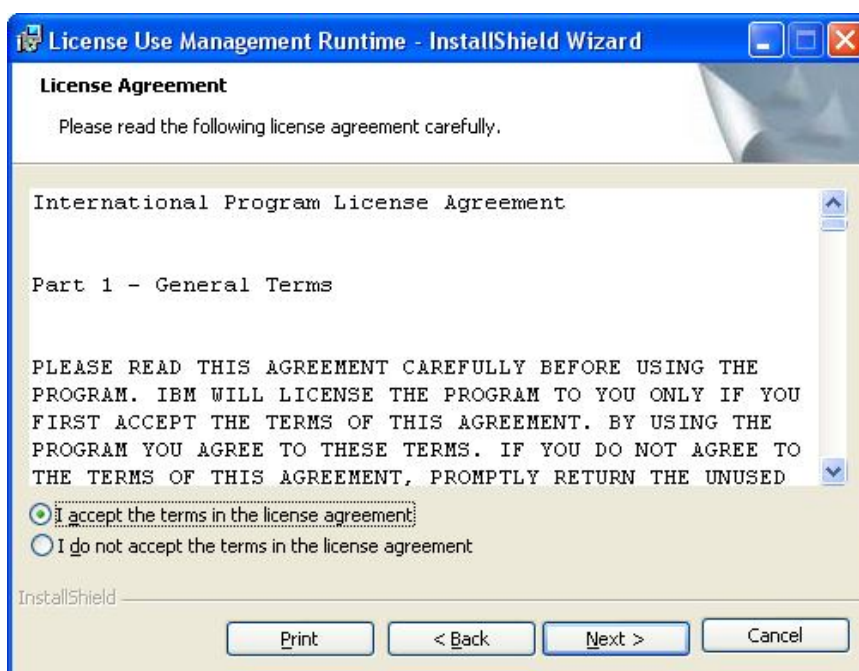 License Use Management Runtime - InstallShield Wizard
License Agreement
Please read the following license agreement carefully.
International Program License Agreement
Part 1 - General Terms
PLEASE READ THIS AGREEMENT CAREFULLY BEFORE USING THE
PROGRAM. IBM WILL LICENSE THE PROGRAM TO YOU ONLY IF YOU
FIRST ACCEPT THE TERMS OF THIS AGREEMENT. BY USING THE
PROGRAM YOU AGREE TO THESE TERMS. IF YOU DO NOT AGREE TO
THE TERMS OF THIS AGREEMENT, PROMPTLY RETURN THE UNUSED
I accept the terms in the license agreement
I do not accept the terms in the license agreement
InstallShield
Print < Back Next > Cancel